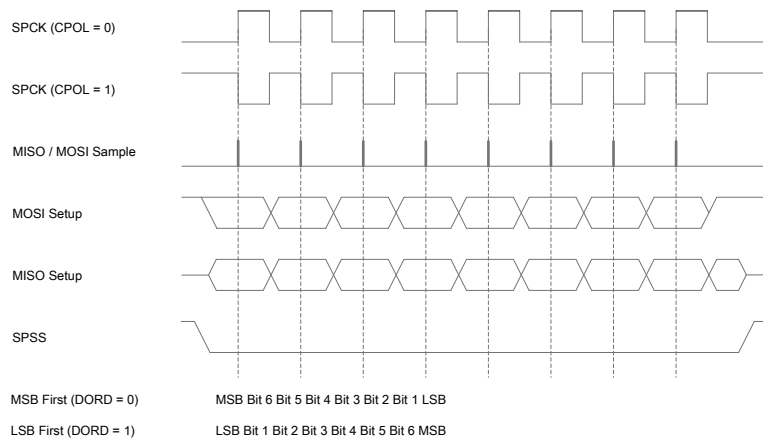 SPCK (CPOL = 0)
SPCK (CPOL = 1)
MISO / MOSI Sample
MOSI Setup
MISO Setup
SPSS
MSB First (DORD = 0) MSB Bit 6 Bit 5 Bit 4 Bit 3 Bit 2 Bit 1 LSB
LSB First (DORD = 1) LSB Bit 1 Bit 2 Bit 3 Bit 4 Bit 5 Bit 6 MSB